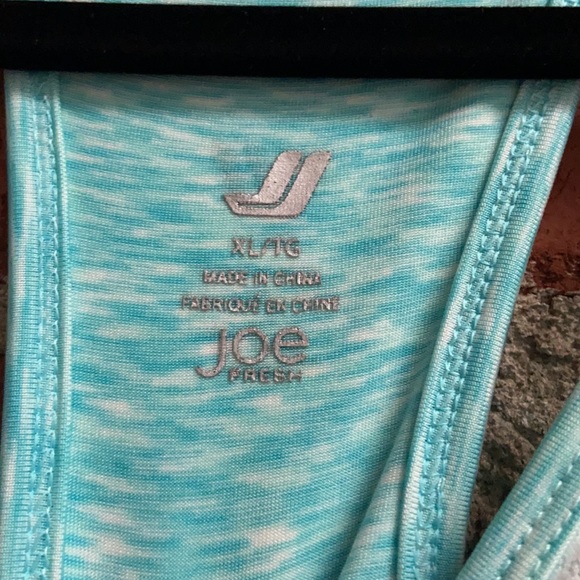 XL/TG
MADE IN CHINA
FABRIQUÉ EN CHINE
Joe
FRESH